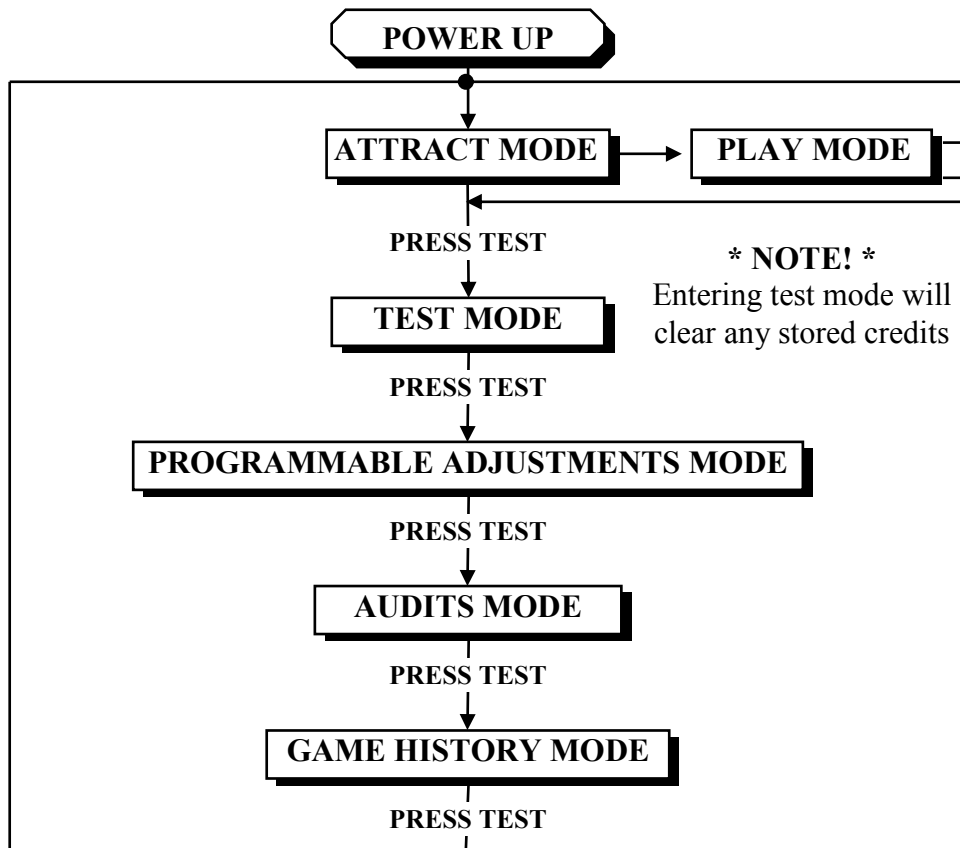 POWER UP
ATTRACT MODE
PLAY MODE
PRESS TEST
* NOTE! *
Entering test mode will
clear any stored credits
TEST MODE
PRESS TEST
PROGRAMMABLE ADJUSTMENTS MODE
PRESS TEST
AUDITS MODE
PRESS TEST
GAME HISTORY MODE
PRESS TEST